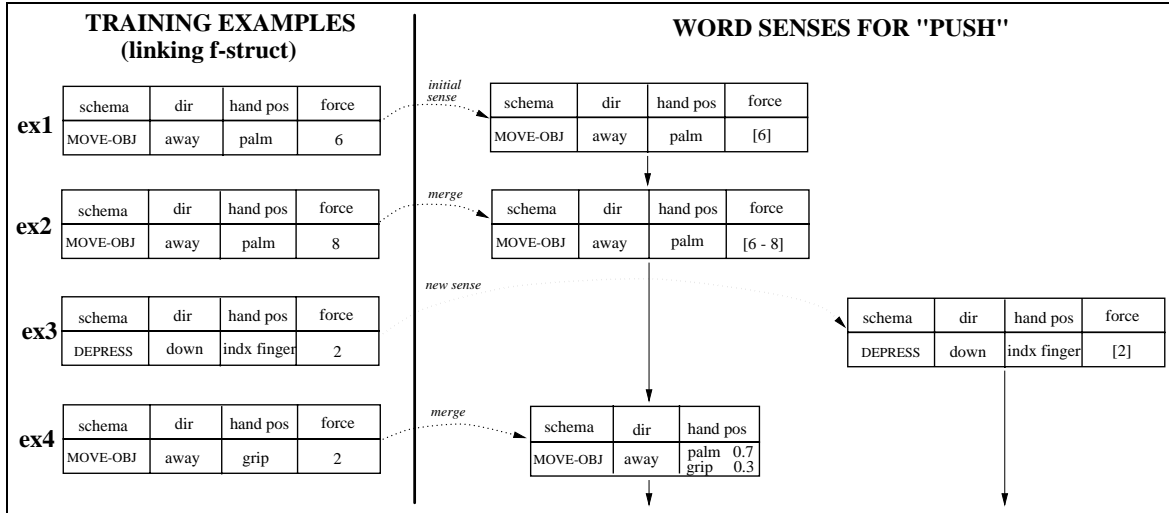 TRAINING EXAMPLES
(linking f-struct)
WORD SENSES FOR "PUSH"
ex1
schema dir hand pos force
MOVE-OBJ away palm 6
initial
sense
schema dir hand pos force
MOVE-OBJ away palm [6]
ex2
schema dir hand pos force
MOVE-OBJ away palm 8
merge
schema dir hand pos force
MOVE-OBJ away palm [6 - 8]
ex3
schema dir hand pos force
DEPRESS down indx finger 2
new sense
schema dir hand pos force
DEPRESS down indx finger [2]
ex4
schema dir hand pos force
MOVE-OBJ away grip 2
merge
schema dir hand pos
MOVE-OBJ away palm 0.7
grip 0.3